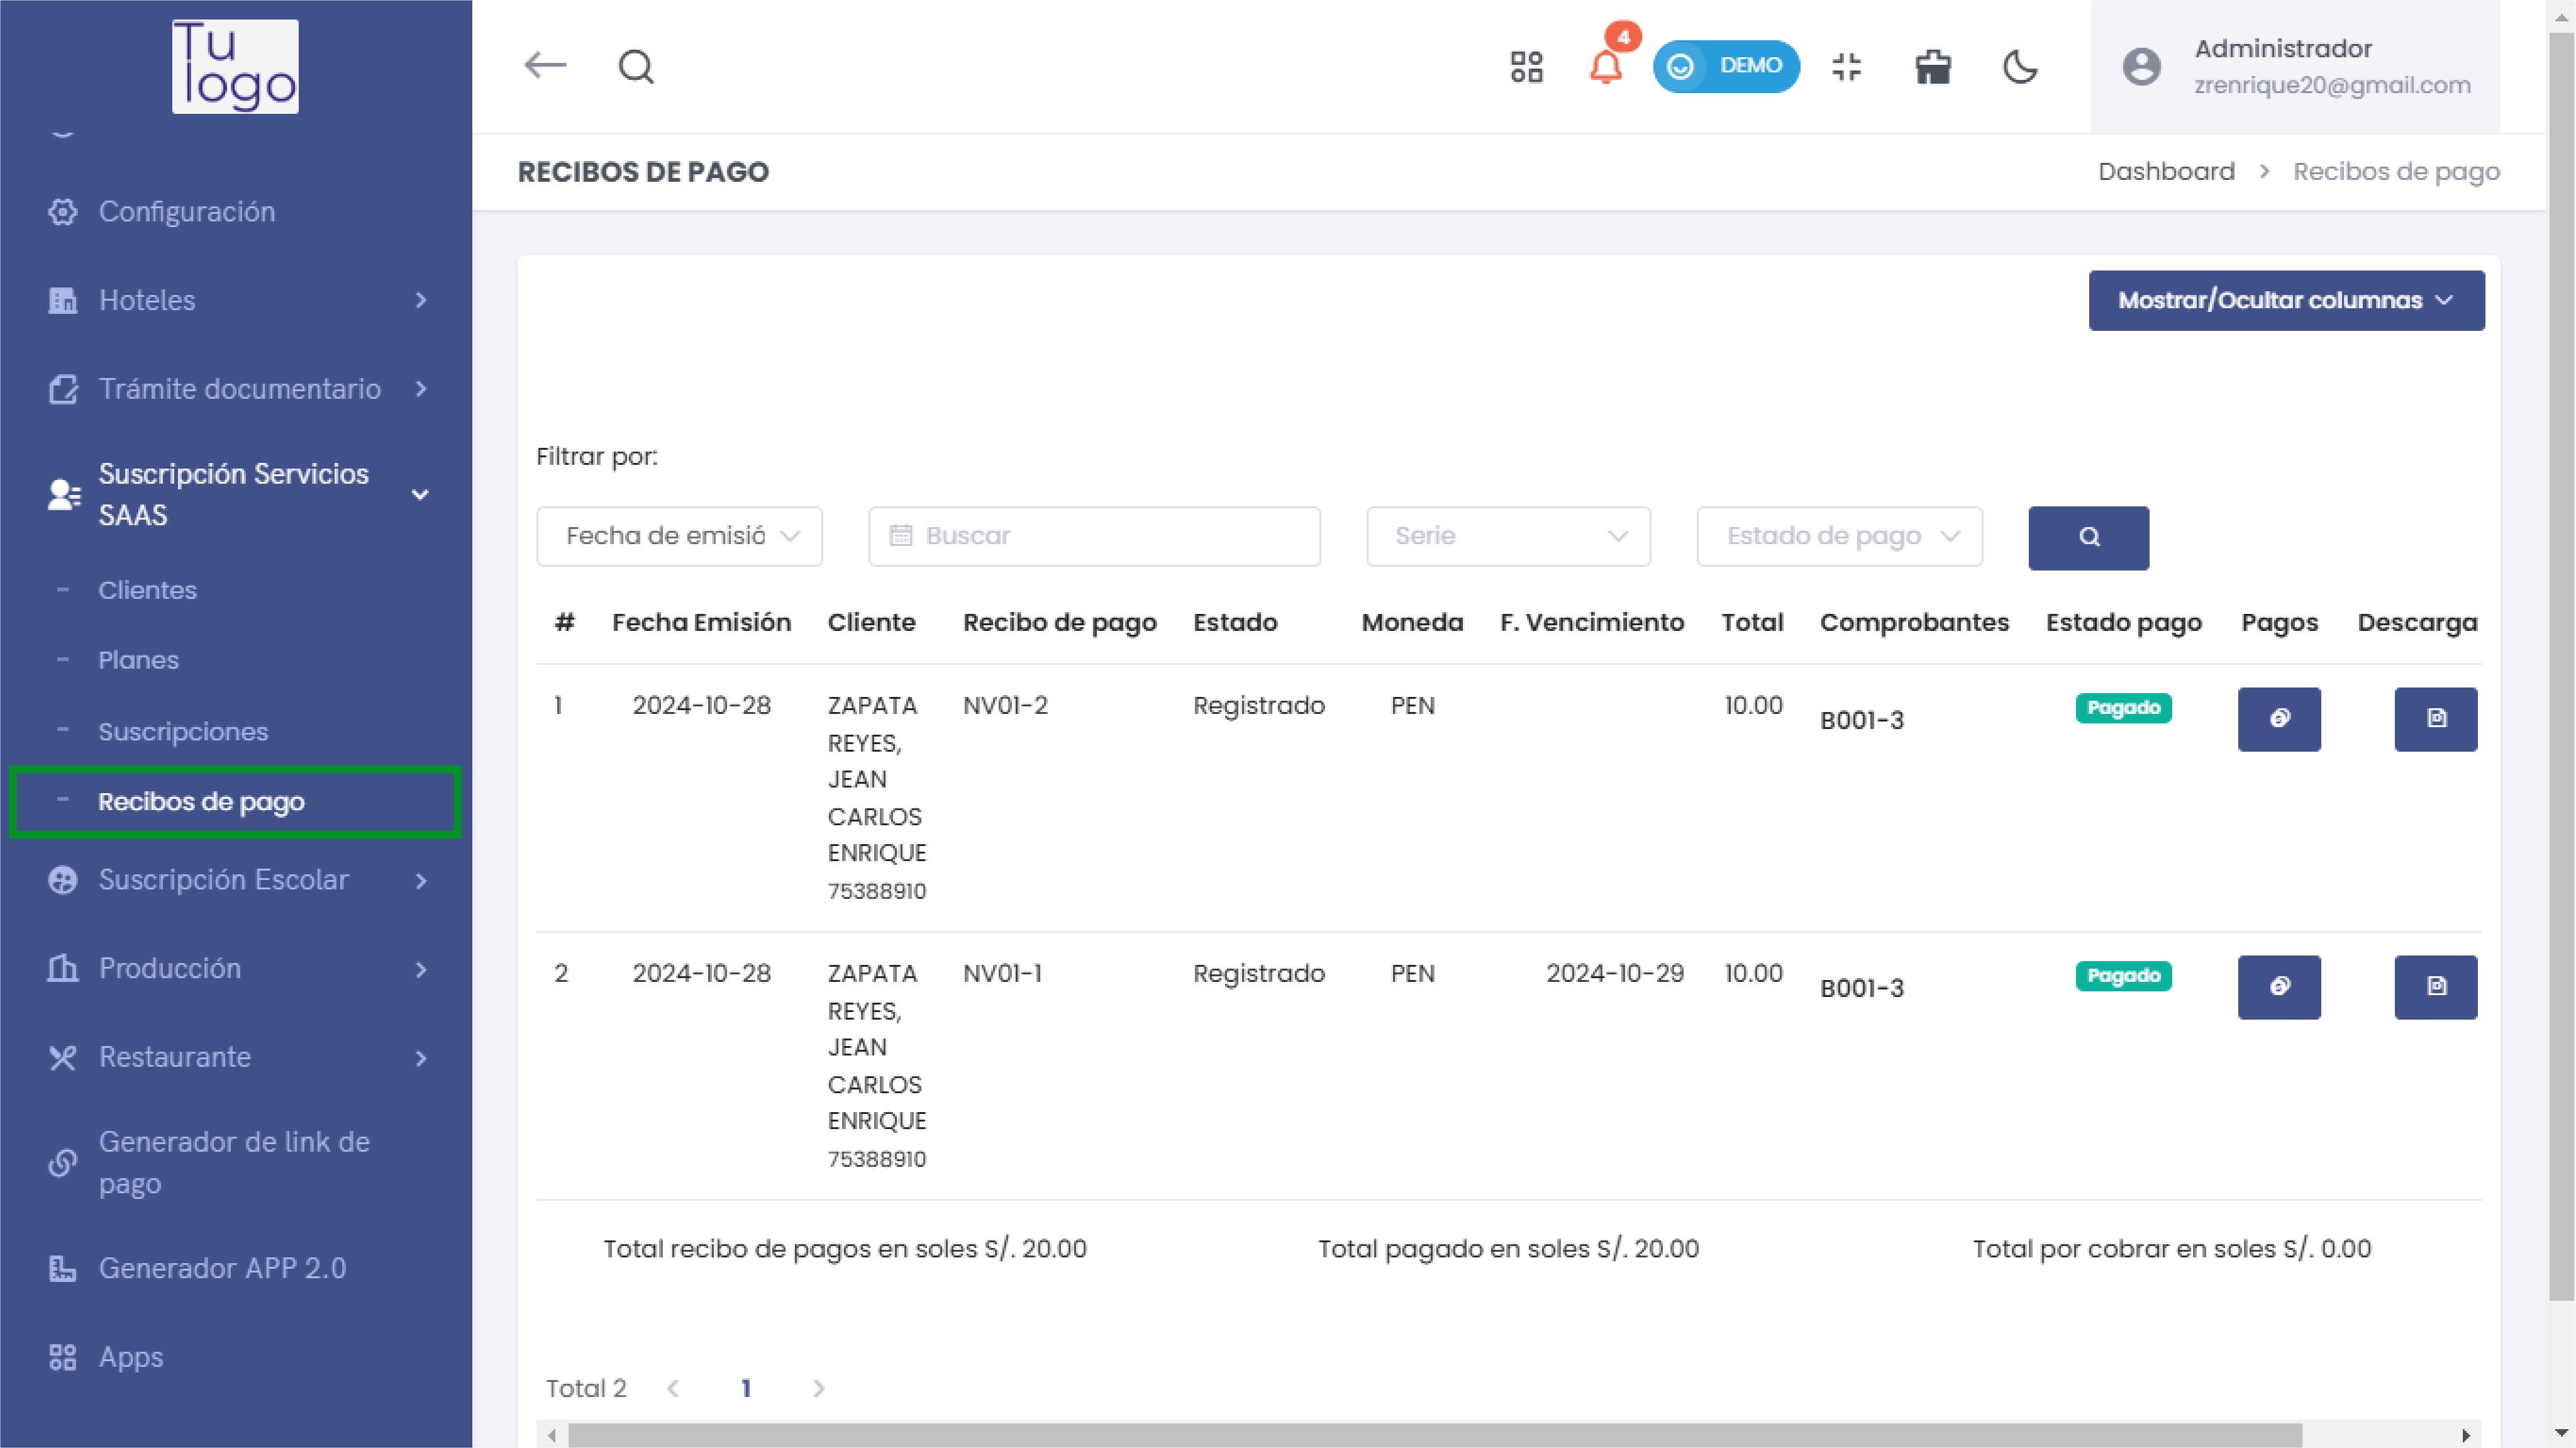 Tu
logo
Configuración
Hoteles
Trámite documentario
Suscripción Servicios
SAAS
- Clientes
- Planes
- Suscripciones
- Recibos de pago
Suscripción Escolar
Producción
Restaurante
Generador de link de
pago
Generador APP 2.0
Apps
4
DEMO
Administrador
zrenrique20@gmail.com
RECIBOS DE PAGO
Dashboard > Recibos de pago
Mostrar/Ocultar columnas
Filtrar por:
Fecha de emisió Buscar Serie Estado de pago
# Fecha Emisión Cliente Recibo de pago Estado Moneda F. Vencimiento Total Comprobantes Estado pago Pagos Descarga
1 2024-10-28 ZAPATA NV01-2 Registrado PEN 10.00 B001-3 Pagado
REYES,
JEAN
CARLOS
ENRIQUE
75388910
2 2024-10-28 ZAPATA NV01-1 Registrado PEN 2024-10-29 10.00 B001-3 Pagado
REYES,
JEAN
CARLOS
ENRIQUE
75388910
Total recibo de pagos en soles S/. 20.00 Total pagado en soles S/. 20.00 Total por cobrar en soles S/. 0.00
Total 2 < 1 >